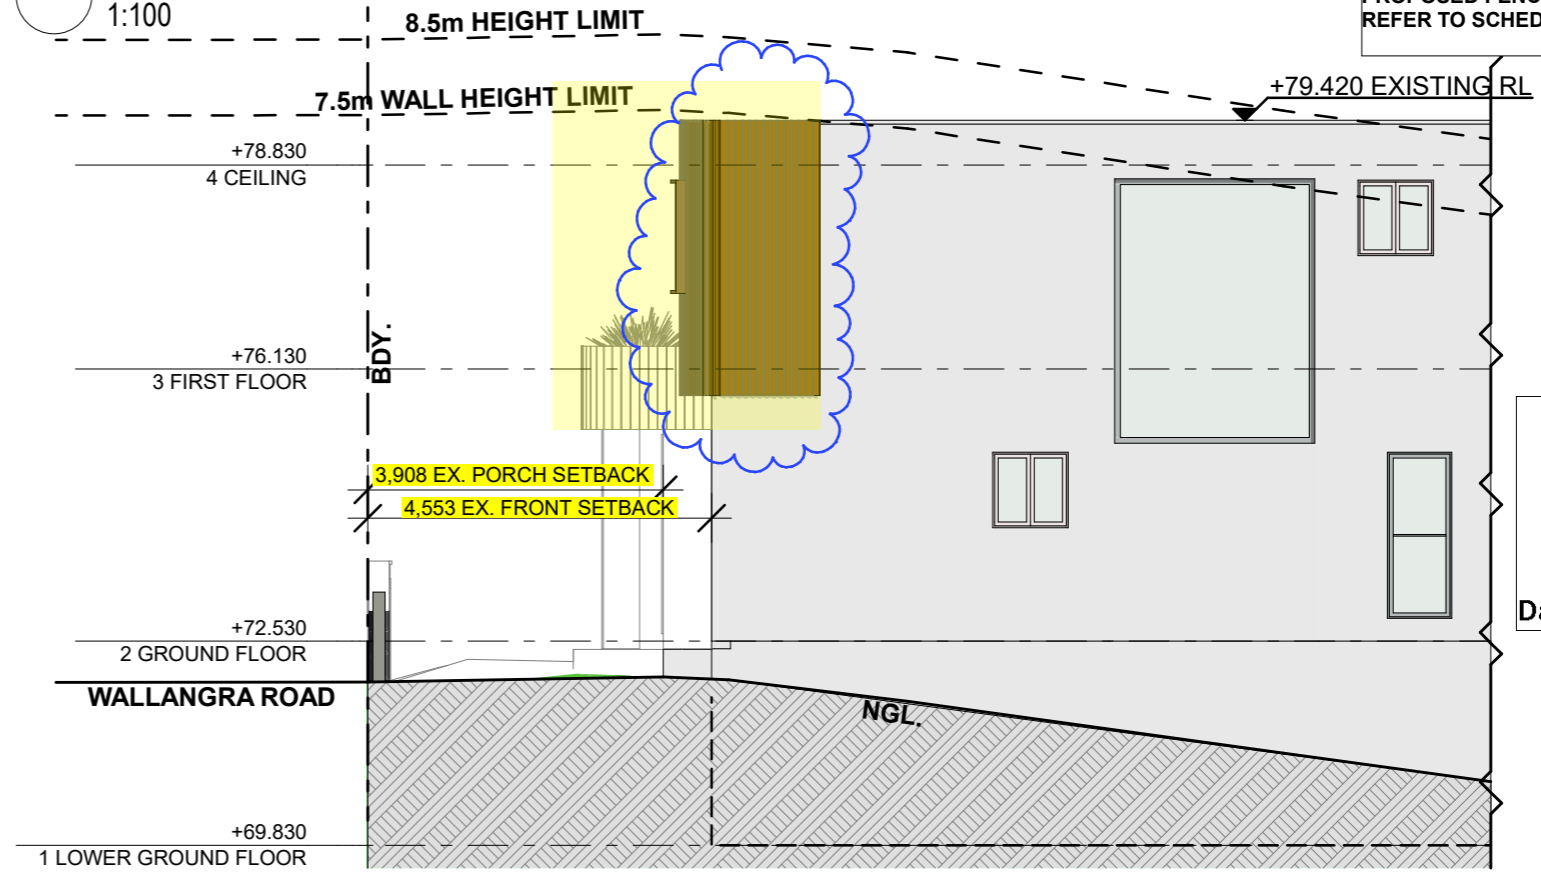 1:100
8.5m HEIGHT LIMIT
REFER TO SCHED
+79.420 EXISTING RL
7.5m WALL HEIGHT LIMIT
+78.830
4 CEILING
BDY.
+76.130
3 FIRST FLOOR
3,908 EX. PORCH SETBACK
4,553 EX. FRONT SETBACK
+72.530
2 GROUND FLOOR
WALLANGRA ROAD
NGL.
+69.830
1 LOWER GROUND FLOOR